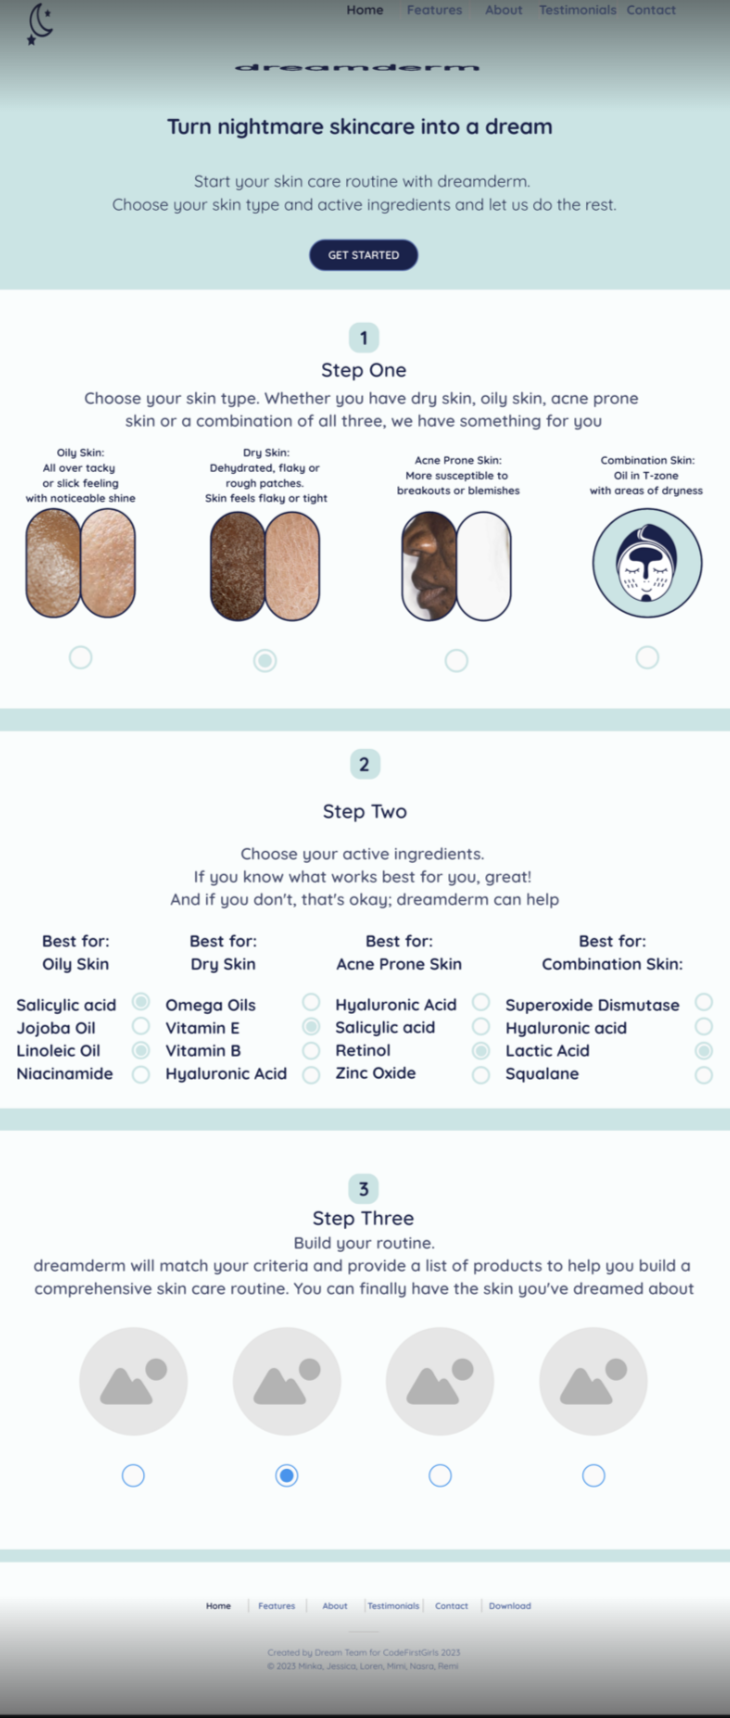 Home Features About Testimonials Contact
dreamderm
Turn nightmare skincare into a dream
Start your skin care routine with dreamderm.
Choose your skin type and active ingredients and let us do the rest.
GET STARTED
1
Step One
Choose your skin type. Whether you have dry skin, oily skin, acne prone
skin or a combination of all three, we have something for you
Oily Skin:
All over tacky
or slick feeling
with noticeable shine
Dry Skin:
Dehydrated, flaky or
rough patches.
Skin feels flaky or tight
Acne Prone Skin:
More susceptible to
breakouts or blemishes
Combination Skin:
Oil in T-zone
with areas of dryness
2
Step Two
Choose your active ingredients.
If you know what works best for you, great!
And if you don't, that's okay; dreamderm can help
Best for:
Oily Skin
Salicylic acid
Jojoba Oil
Linoleic Oil
Niacinamide
Best for:
Dry Skin
Omega Oils
Vitamin E
Vitamin B
Hyaluronic Acid
Best for:
Acne Prone Skin
Hyaluronic Acid
Salicylic acid
Retinol
Zinc Oxide
Best for:
Combination Skin:
Superoxide Dismutase
Hyaluronic acid
Lactic Acid
Squalane
3
Step Three
Build your routine.
dreamderm will match your criteria and provide a list of products to help you build a
comprehensive skin care routine. You can finally have the skin you've dreamed about
Home Features About Testimonials Contact Download
Created by Dream Team for CodeFirstGirls 2023
© 2023 Minka, Jessica, Loren, Mimi, Nasra, Remi